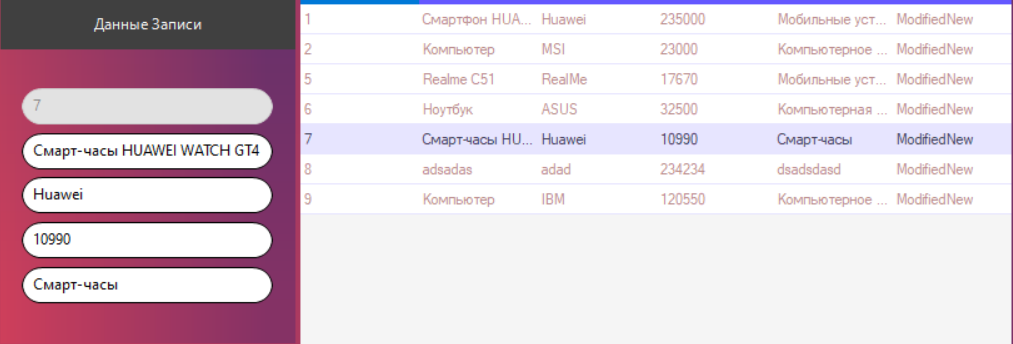 Данные Записи
7
Смарт-часы HUAWEI WATCH GT4
Huawei
10990
Смарт-часы
1 Смартфон HUA... Huawei 235000 Мобильные уст... ModifiedNew
2 Компьютер MSI 23000 Компьютерное ... ModifiedNew
5 Realme C51 RealMe 17670 Мобильные уст... ModifiedNew
6 Ноутбук ASUS 32500 Компьютерная ... ModifiedNew
7 Смарт-часы HU... Huawei 10990 Смарт-часы ModifiedNew
8 adsadas adad 234234 dsadsdasd ModifiedNew
9 Компьютер IBM 120550 Компьютерное ... ModifiedNew